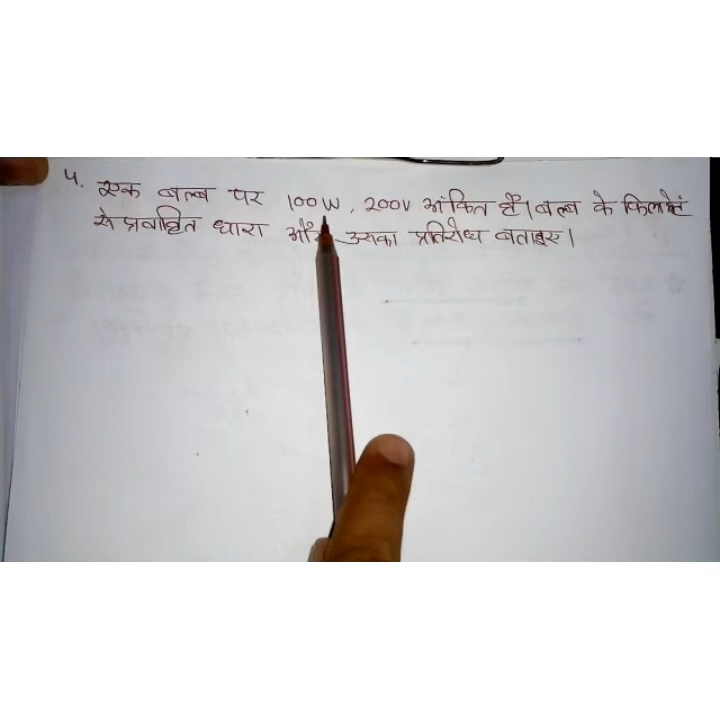 4. एक बल्ब पर 100W, 200V अंकित है। बल्ब के
से प्रवाहित धारा और उसका प्रतिरोध बताइए।